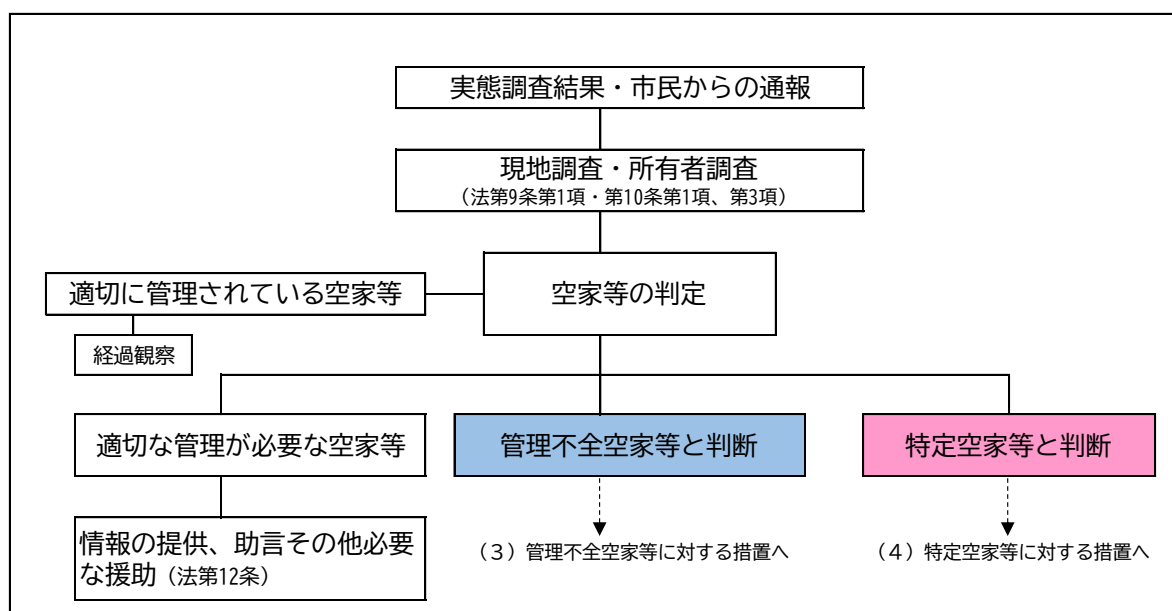 実態調査結果・市民からの通報
現地調査・所有者調査
（法第9条第1項・第10条第1項、第3項）
適切に管理されている空家等
空家等の判定
経過観察
適切な管理が必要な空家等
管理不全空家等と判断
特定空家等と判断
情報の提供、助言その他必要
な援助（法第12条）
（３）管理不全空家等に対する措置へ
（４）特定空家等に対する措置へ